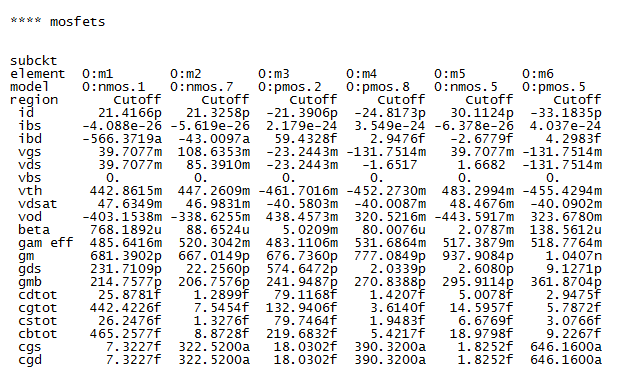 **** mosfets
subckt
element 0:m1 0:m2 0:m3 0:m4 0:m5 0:m6
model 0:nmos.1 0:nmos.7 0:pmos.2 0:pmos.8 0:nmos.5 0:pmos.5
region Cutoff Cutoff Cutoff Cutoff Cutoff Cutoff
id 21.4166p 21.3258p -21.3906p -24.8173p 30.1124p -33.1835p
ibs -4.088e-26 -5.619e-26 2.179e-24 3.549e-24 -6.378e-26 4.037e-24
ibd -566.3719a -43.0097a 59.4328f 2.9476f -2.6779f 4.2983f
vgs 39.7077m 108.6353m -23.2443m -131.7514m 39.7077m -131.7514m
vds 39.7077m 85.3910m -23.2443m -1.6517 1.6682 -131.7514m
vbs 0. 0. 0. 0. 0. 0.
vth 442.8615m 447.2609m -461.7016m -452.2730m 483.2994m -455.4294m
vdsat 47.6349m 46.9831m -40.5803m -40.0087m 48.4676m -40.0902m
vod -403.1538m -338.6255m 438.4573m 320.5216m -443.5917m 323.6780m
beta 768.1892u 88.6524u 5.0209m 80.0076u 2.0787m 138.5612u
gam eff 485.6416m 520.3042m 483.1106m 531.6864m 517.3879m 518.7764m
gm 681.3902p 667.0149p 676.7360p 777.0849p 937.9084p 1.0407n
gds 231.7109p 22.2560p 574.6472p 2.0339p 2.6080p 9.1271p
gmb 214.7577p 206.7576p 241.9487p 270.8388p 295.9114p 361.8704p
cdtot 25.8781f 1.2899f 79.1168f 1.4207f 5.0078f 2.9475f
cgtot 442.4226f 7.5454f 132.9406f 3.6140f 14.5957f 5.7872f
cstot 26.2476f 1.3276f 79.7464f 1.9483f 6.6769f 3.0766f
cbtot 465.2577f 8.8728f 219.6832f 5.4217f 18.9798f 9.2267f
cgs 7.3227f 322.5200a 18.0302f 390.3200a 1.8252f 646.1600a
cgd 7.3227f 322.5200a 18.0302f 390.3200a 1.8252f 646.1600a